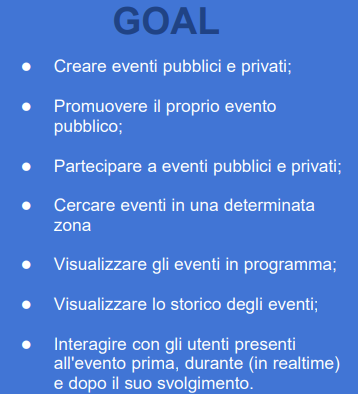 GOAL
● Creare eventi pubblici e privati;
● Promuovere il proprio evento
pubblico;
● Partecipare a eventi pubblici e privati;
● Cercare eventi in una determinata
zona
● Visualizzare gli eventi in programma;
● Visualizzare lo storico degli eventi;
● Interagire con gli utenti presenti
all'evento prima, durante (in realtime)
e dopo il suo svolgimento.